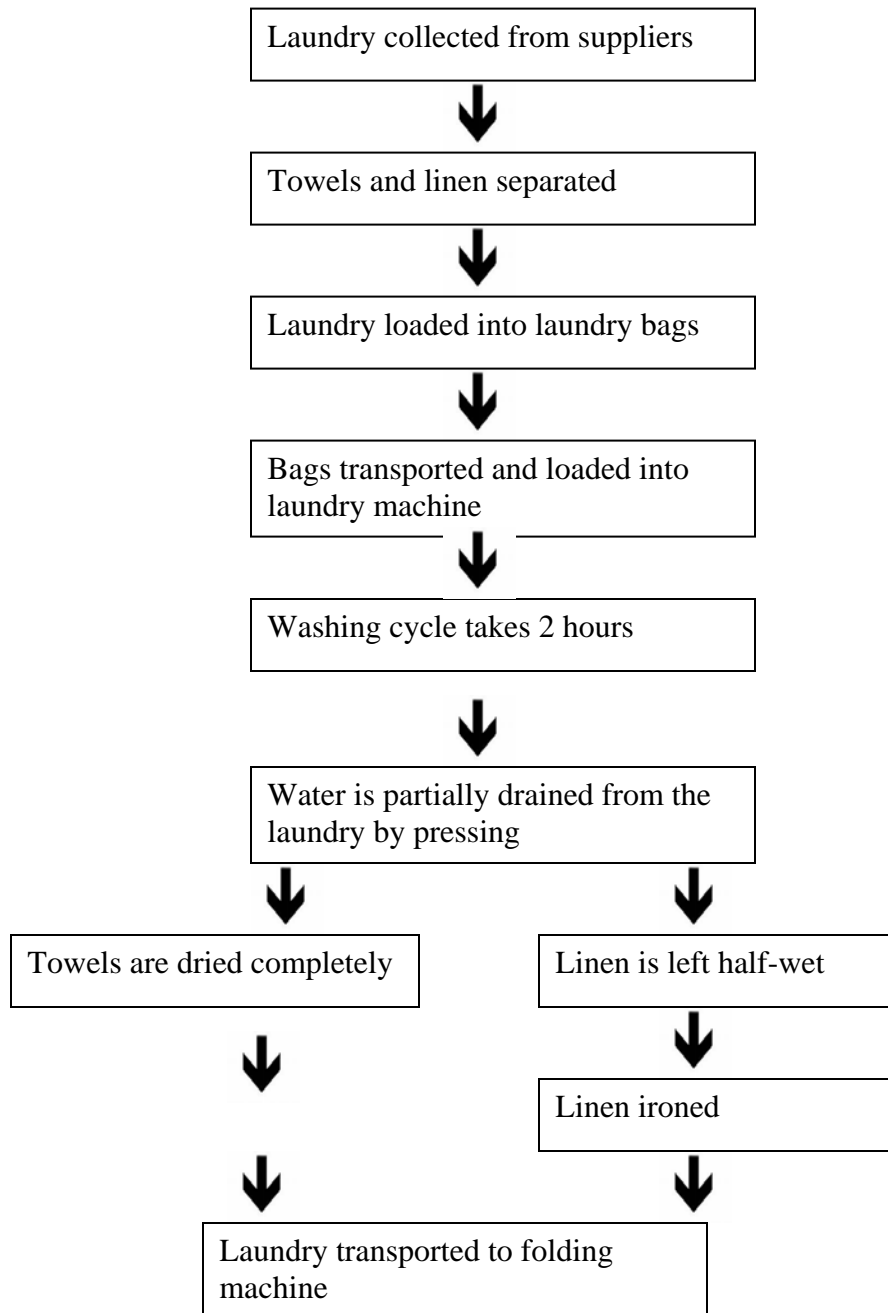 Laundry collected from suppliers
Towels and linen separated
Laundry loaded into laundry bags
Bags transported and loaded into
laundry machine
Washing cycle takes 2 hours
Water is partially drained from the
laundry by pressing
Towels are dried completely
Linen is left half-wet
Linen ironed
Laundry transported to folding
machine